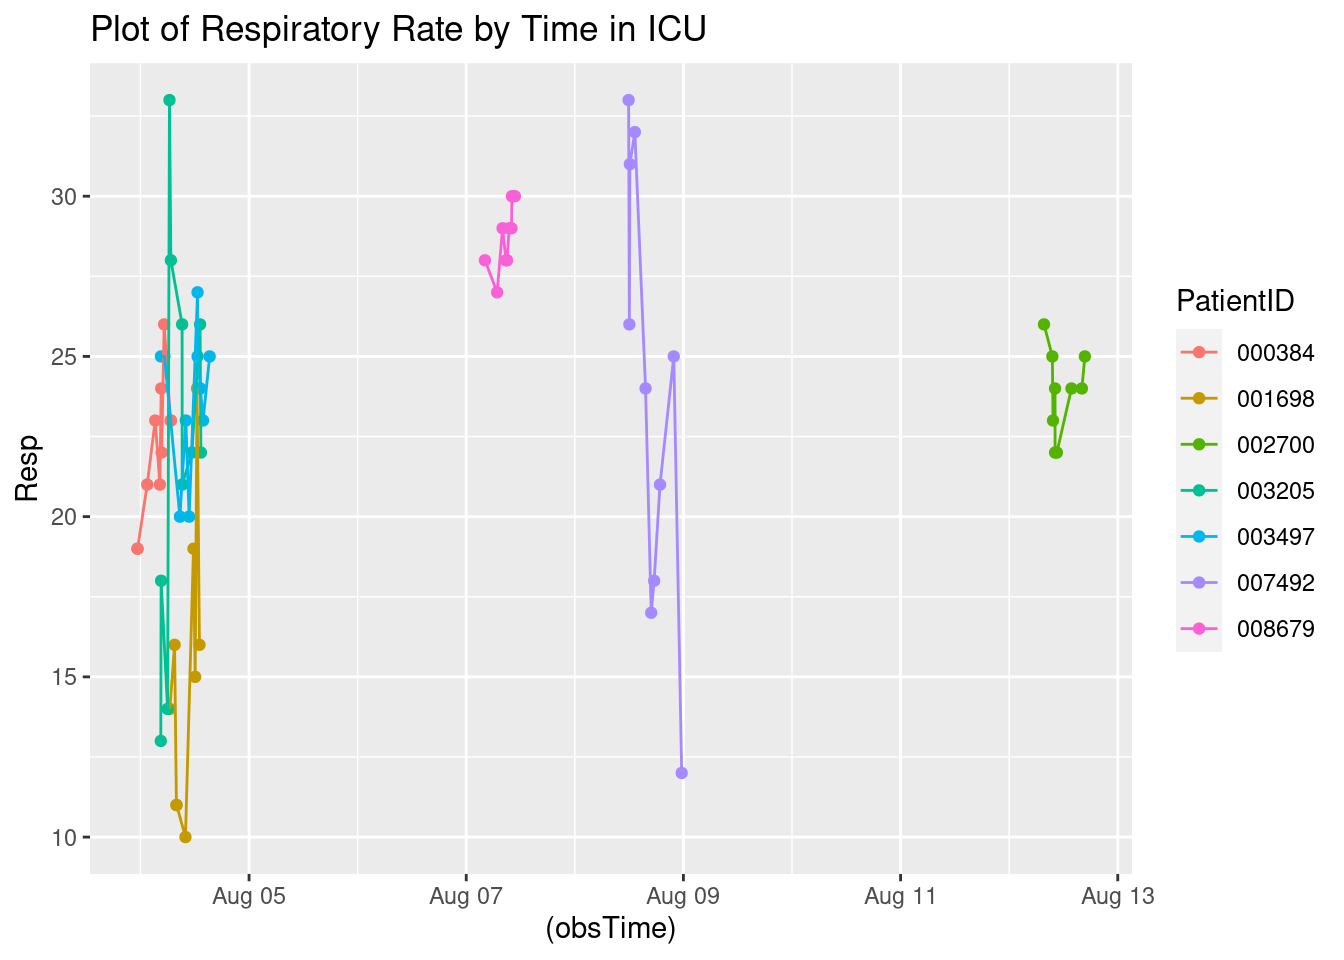 Plot of Respiratory Rate by Time in ICU
Resp
30
25
20
15
10
Aug 05
Aug 07
Aug 09
Aug 11
Aug 13
(obsTime)
PatientID
000384
001698
002700
003205
003497
007492
008679